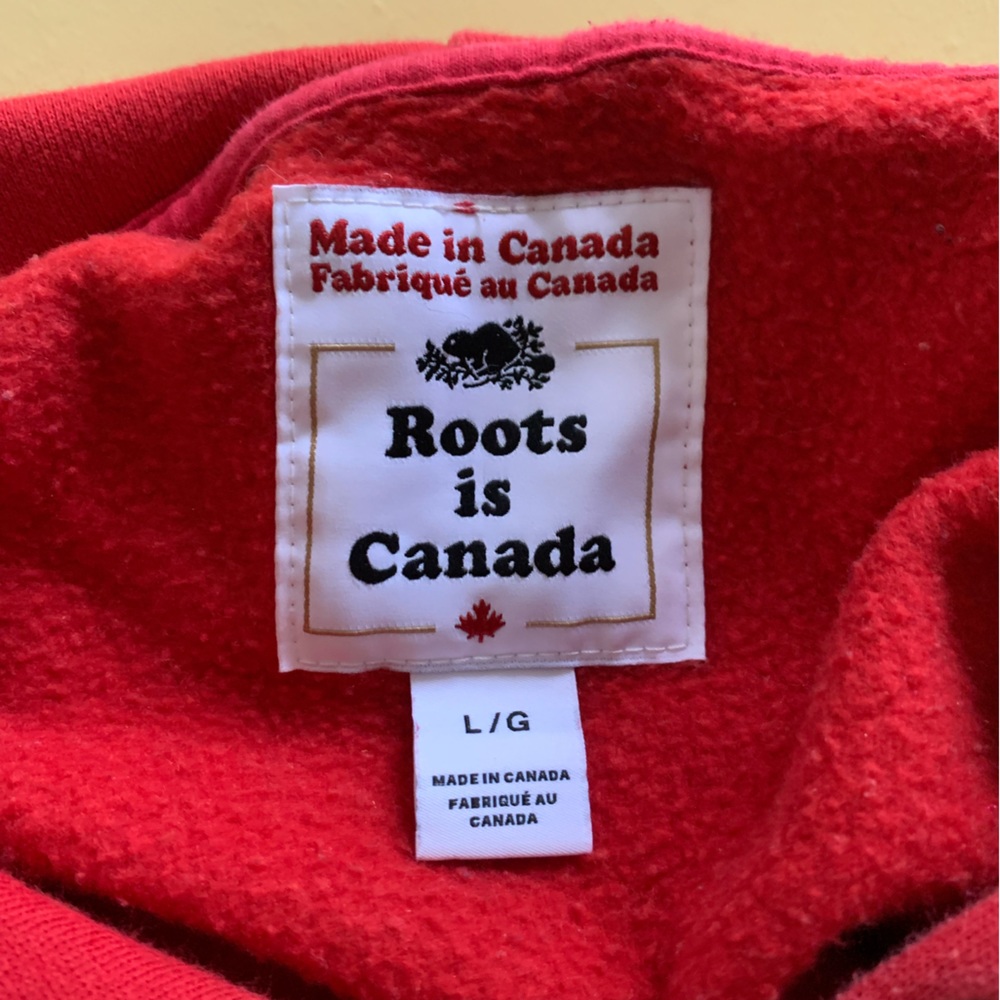 Made in Canada
Fabriqué au Canada
Roots
is
Canada
L/G
MADE IN CANADA
FABRIQUÉ AU
CANADA